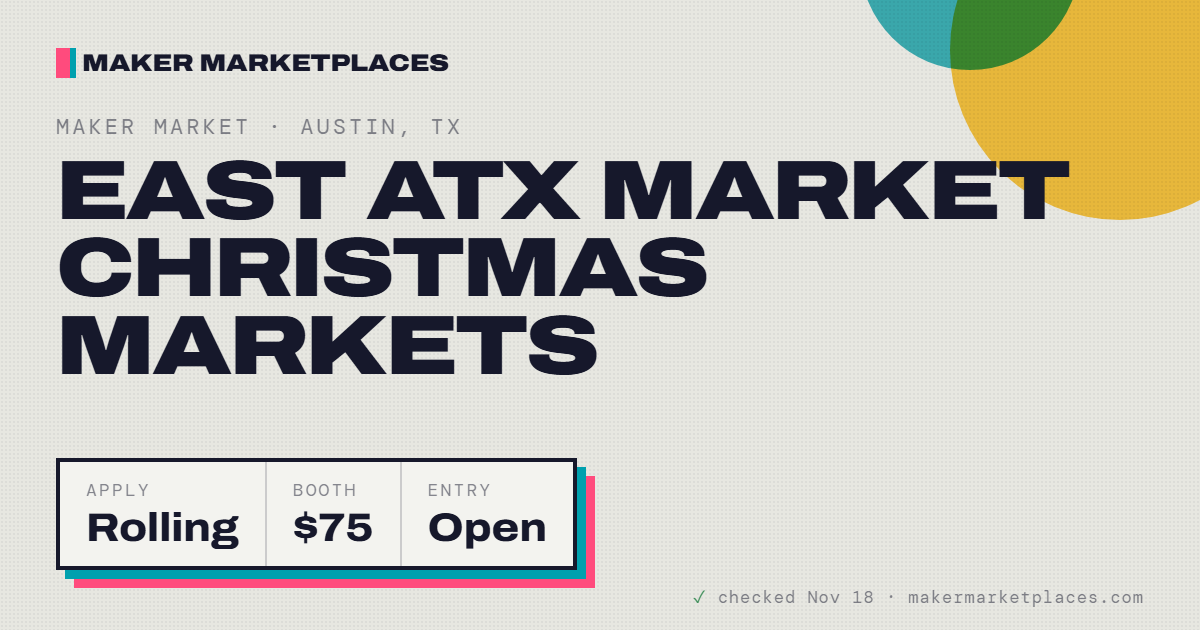 MAKER MARKETPLACES
MAKER MARKET · AUSTIN, TX
EAST ATX MARKET
CHRISTMAS
MARKETS
APPLY BOOTH ENTRY
Rolling $75 Open
✓ checked Nov 18 · makermarketplaces.com